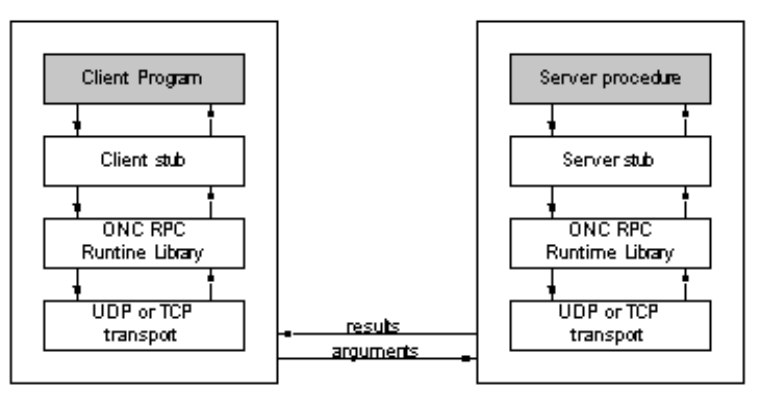 Client Program
Client stub
ONC RPC
Runtine Library
UDP or TCP
transport
results
arguments
Server procedure
Server stub
ONC RPC
Runtime Library
UDP or TCP
transport